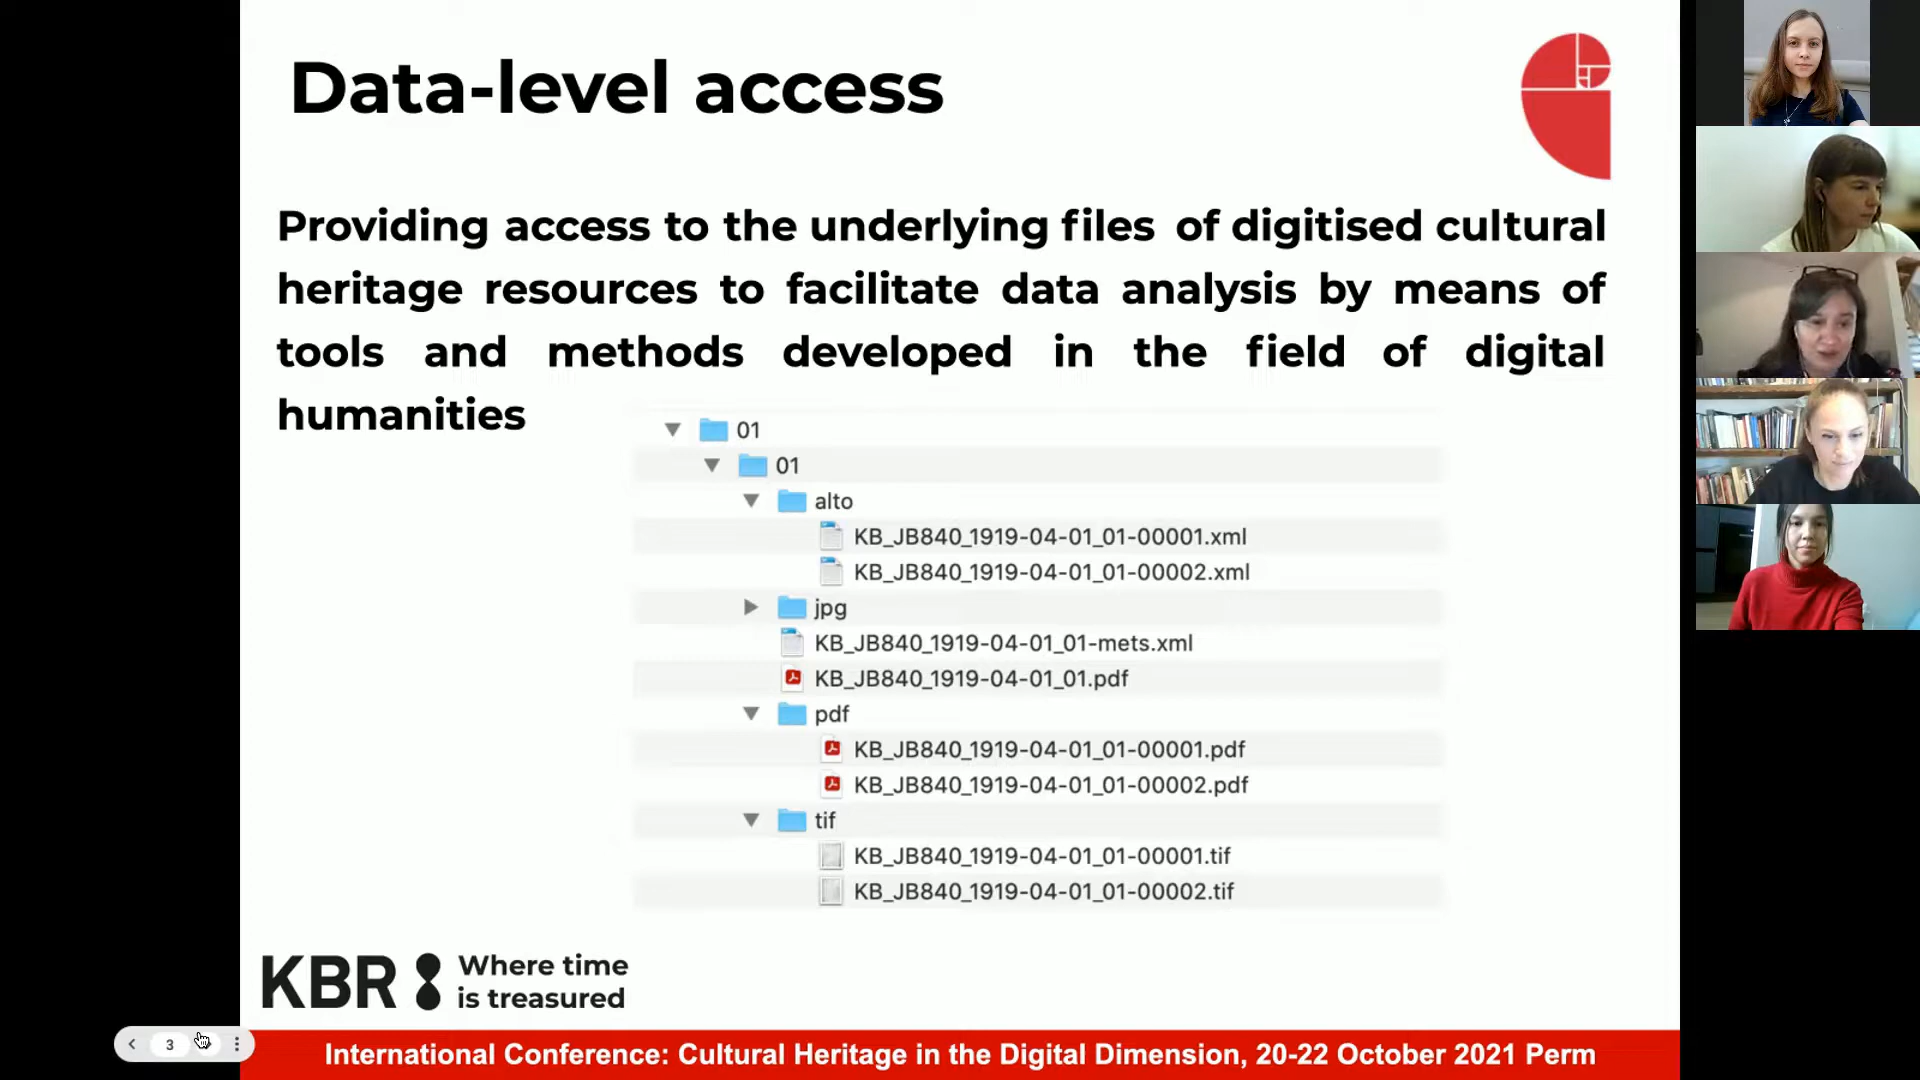 Data-level access
Providing access to the underlying files of digitised cultural
heritage resources to facilitate data analysis by means of
tools and methods developed in the field of digital
humanities
01
01
alto
KB_JB840_1919-04-01_01-00001.xml
KB_JB840_1919-04-01_01-00002.xml
jpg
KB_JB840_1919-04-01_01-mets.xml
KB_JB840_1919-04-01_01.pdf
pdf
KB_JB840_1919-04-01_01-00001.pdf
KB_JB840_1919-04-01_01-00002.pdf
tif
KB_JB840_1919-04-01_01-00001.tif
KB_JB840_1919-04-01_01-00002.tif
KBR
Where time
is treasured
3
International Conference: Cultural Heritage in the Digital Dimension, 20-22 October 2021 Perm